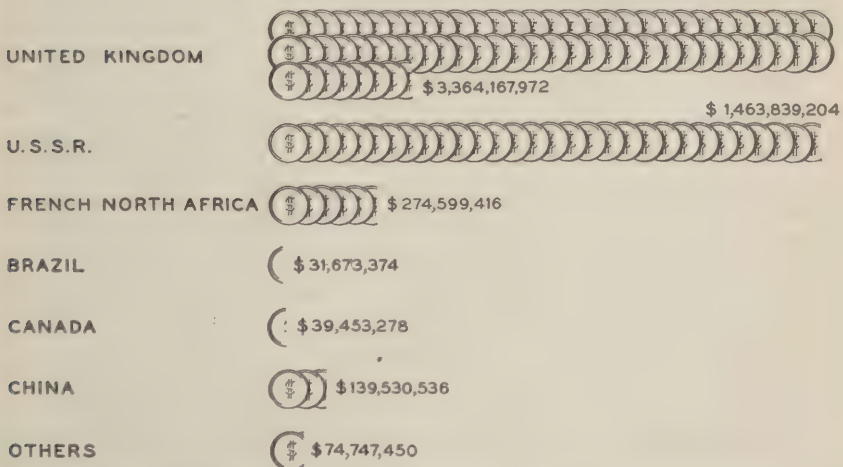 UNITED KINGDOM
$3,364,167,972
$1,463,839,204
U.S.S.R.
FRENCH NORTH AFRICA $274,599,416
BRAZIL $31,673,374
CANADA $39,453,278
CHINA $139,530,536
OTHERS $74,747,450